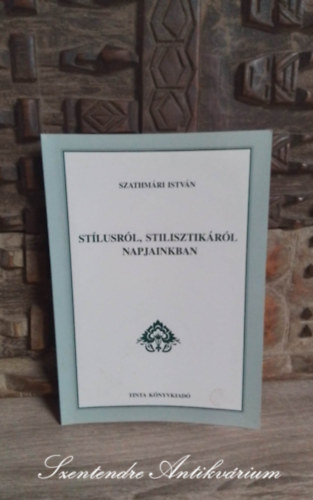 SZATHMÁRI ISTVÁN
STÍLUSRÓL, STILISZTIKÁRÓL
NAPJAINKBAN
TINTA KÖNYVKIADÓ
Szentendre Antikvárium